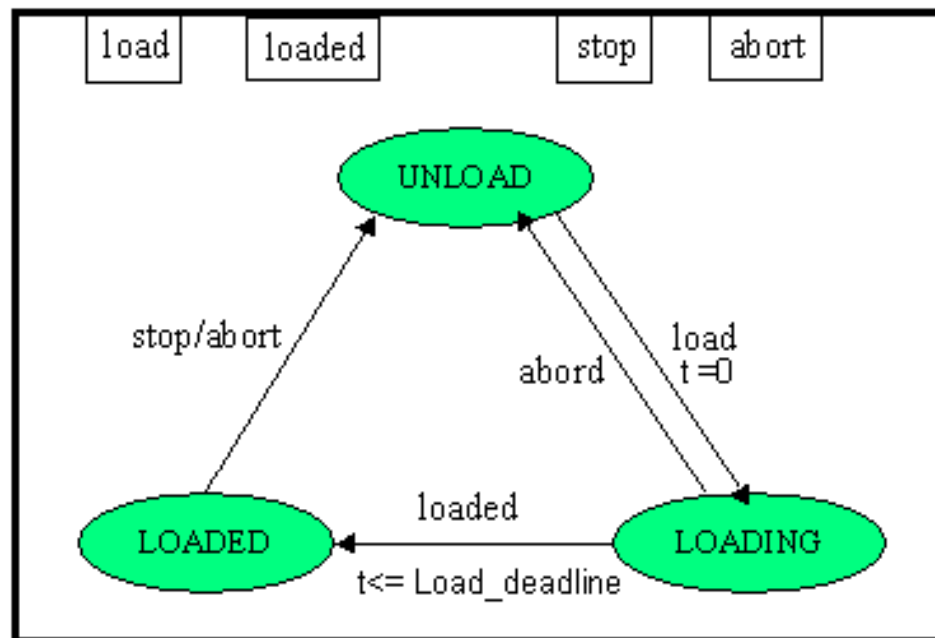 load
loaded
stop
abort
UNLOAD
stop/abort
abord
load
t =0
LOADED
loaded
t<= Load_deadline
LOADING